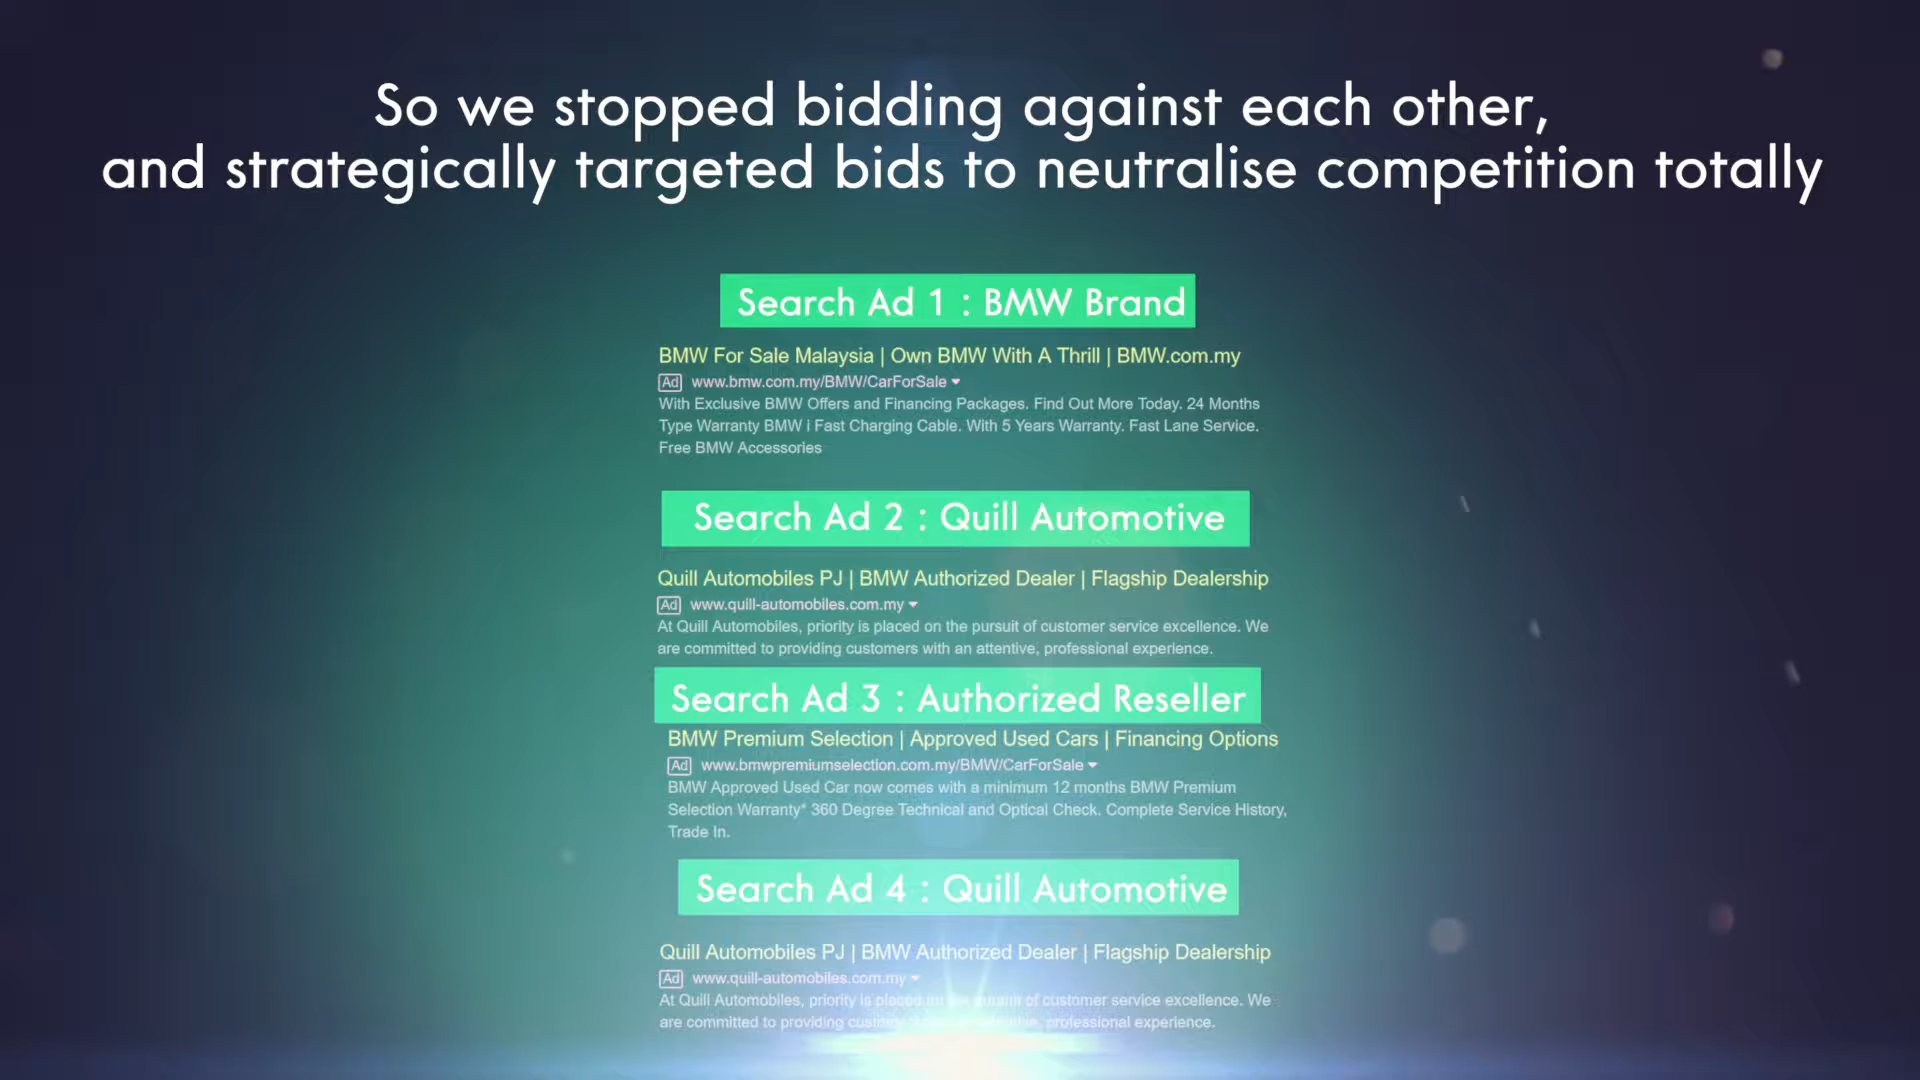 So we stopped bidding against each other,
and strategically targeted bids to neutralise competition totally
Search Ad 1 : BMW Brand
BMW For Sale Malaysia | Own BMW With A Thrill | BMW.com.my
Ad www.bmw.com.my/BMW/CarForSale
With Exclusive BMW Offers and Financing Packages. Find Out More Today. 24 Months
Type Warranty BMW i Fast Charging Cable. With 5 Years Warranty. Fast Lane Service.
Free BMW Accessories
Search Ad 2 : Quill Automotive
Quill Automobiles PJ | BMW Authorized Dealer | Flagship Dealership
Ad www.quill-automobiles.com.my
At Quill Automobiles, priority is placed on the pursuit of customer service excellence. We
are committed to providing customers with an attentive, professional experience.
Search Ad 3 : Authorized Reseller
BMW Premium Selection | Approved Used Cars | Financing Options
Ad www.bmwpremiumselection.com.my/BMW/CarForSale
BMW Approved Used Car now comes with a minimum 12 months BMW Premium
Selection Warranty* 360 Degree Technical and Optical Check. Complete Service History,
Trade In.
Search Ad 4 : Quill Automotive
Quill Automobiles PJ | BMW Authorized Dealer | Flagship Dealership
Ad www.quill-automobiles.com.my
At Quill Automobiles, priority is placed of customer service excellence. We
are committed to providing professional experience.